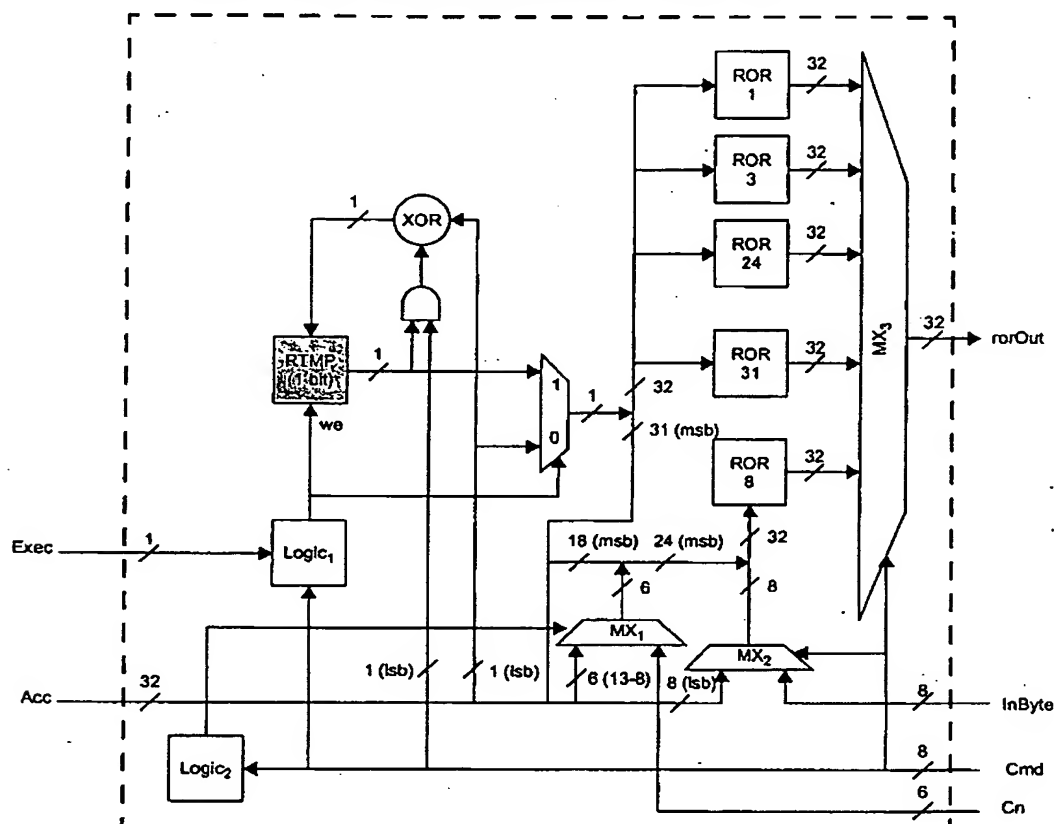 32
ROR
1
32
ROR
3
1
XOR
32
ROR
24
MX3
32
rorOut
RTMP
(1-bit)
1
we
1
0
1
32
ROR
31
32
31 (msb)
32
ROR
8
Exec
1
Logic1
18 (msb)
24 (msb)
32
6
8
MX1
MX2
1 (lsb)
1 (lsb)
6 (13-8)
8 (lsb)
Acc
32
8
InByte
Logic2
8
Cmd
6
Cn